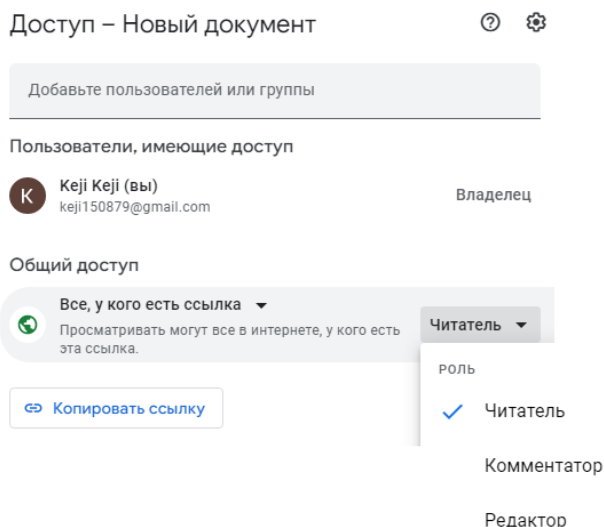 Доступ – Новый документ
Добавьте пользователей или группы
Пользователи, имеющие доступ
K
Keji Keji (вы)
keji150879@gmail.com
Владелец
Общий доступ
Все, у кого есть ссылка
Просматривать могут все в интернете, у кого есть
эта ссылка.
Читатель
РОЛЬ
Читатель
Комментатор
Редактор
Копировать ссылку